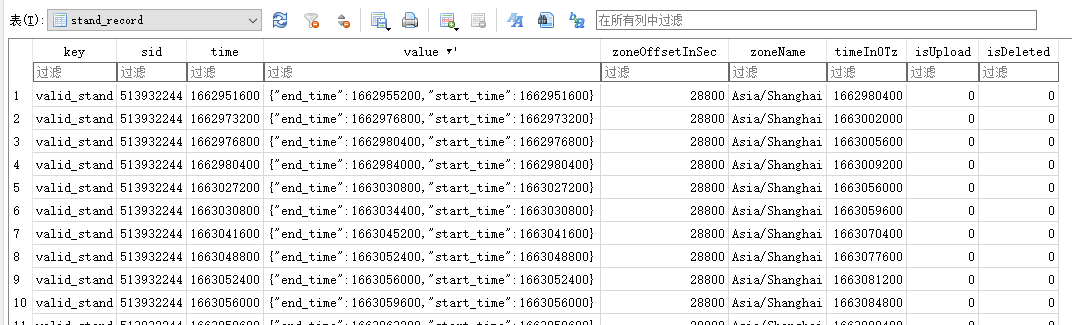 表(T): stand_record 在所有列中过滤
key sid time value ▼¹ zoneOffsetInSec zoneName timeIn0Tz isUpload isDeleted
过滤 过滤 过滤 过滤 过滤 过滤 过滤 过滤 过滤
1 valid_stand 513932244 1662951600 {"end_time":1662955200,"start_time":1662951600} 28800 Asia/Shanghai 1662980400 0 0
2 valid_stand 513932244 1662973200 {"end_time":1662976800,"start_time":1662973200} 28800 Asia/Shanghai 1663002000 0 0
3 valid_stand 513932244 1662976800 {"end_time":1662980400,"start_time":1662976800} 28800 Asia/Shanghai 1663005600 0 0
4 valid_stand 513932244 1662980400 {"end_time":1662984000,"start_time":1662980400} 28800 Asia/Shanghai 1663009200 0 0
5 valid_stand 513932244 1663027200 {"end_time":1663030800,"start_time":1663027200} 28800 Asia/Shanghai 1663056000 0 0
6 valid_stand 513932244 1663030800 {"end_time":1663034400,"start_time":1663030800} 28800 Asia/Shanghai 1663059600 0 0
7 valid_stand 513932244 1663041600 {"end_time":1663045200,"start_time":1663041600} 28800 Asia/Shanghai 1663070400 0 0
8 valid_stand 513932244 1663048800 {"end_time":1663052400,"start_time":1663048800} 28800 Asia/Shanghai 1663077600 0 0
9 valid_stand 513932244 1663052400 {"end_time":1663056000,"start_time":1663052400} 28800 Asia/Shanghai 1663081200 0 0
10 valid_stand 513932244 1663056000 {"end_time":1663059600,"start_time":1663056000} 28800 Asia/Shanghai 1663084800 0 0